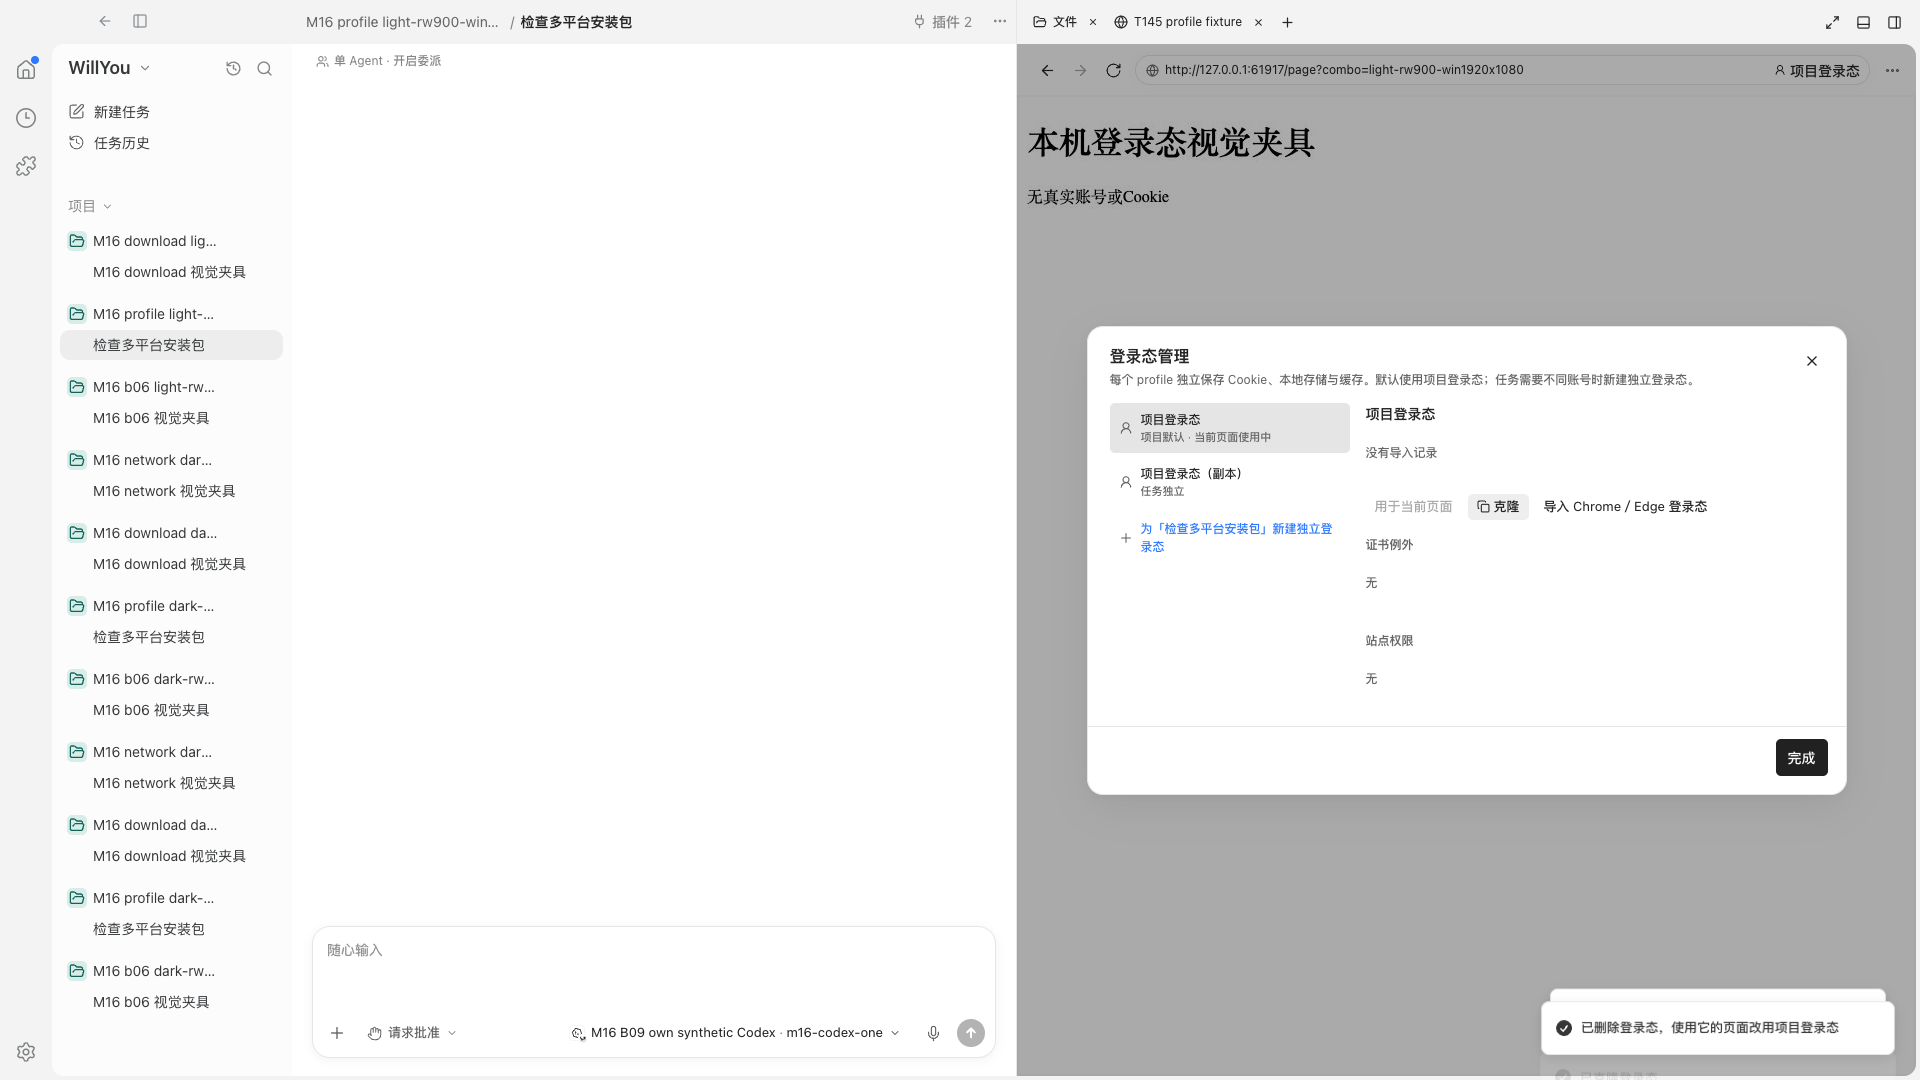 M16 profile light-rw900-win... / 检查多平台安装包
插件 2
文件
T145 profile fixture
WillYou
单 Agent · 开启委派
http://127.0.0.1:61917/page?combo=light-rw900-win1920x1080
项目登录态
新建任务
任务历史
项目
M16 download lig...
M16 download 视觉夹具
M16 profile light-...
检查多平台安装包
M16 b06 light-rw...
M16 b06 视觉夹具
M16 network dar...
M16 network 视觉夹具
M16 download da...
M16 download 视觉夹具
M16 profile dark-...
检查多平台安装包
M16 b06 dark-rw...
M16 b06 视觉夹具
M16 network dar...
M16 network 视觉夹具
M16 download da...
M16 download 视觉夹具
M16 profile dark-...
检查多平台安装包
M16 b06 dark-rw...
M16 b06 视觉夹具
随心输入
请求批准
M16 B09 own synthetic Codex · m16-codex-one
本机登录态视觉夹具
无真实账号或Cookie
登录态管理
每个 profile 独立保存 Cookie、本地存储与缓存。默认使用项目登录态；任务需要不同账号时新建独立登录态。
项目登录态
项目默认 · 当前页面使用中
项目登录态（副本）
任务独立
为「检查多平台安装包」新建独立登
录态
项目登录态
没有导入记录
用于当前页面
克隆
导入 Chrome / Edge 登录态
证书例外
无
站点权限
无
完成
已删除登录态，使用它的页面改用项目登录态
已克隆登录态